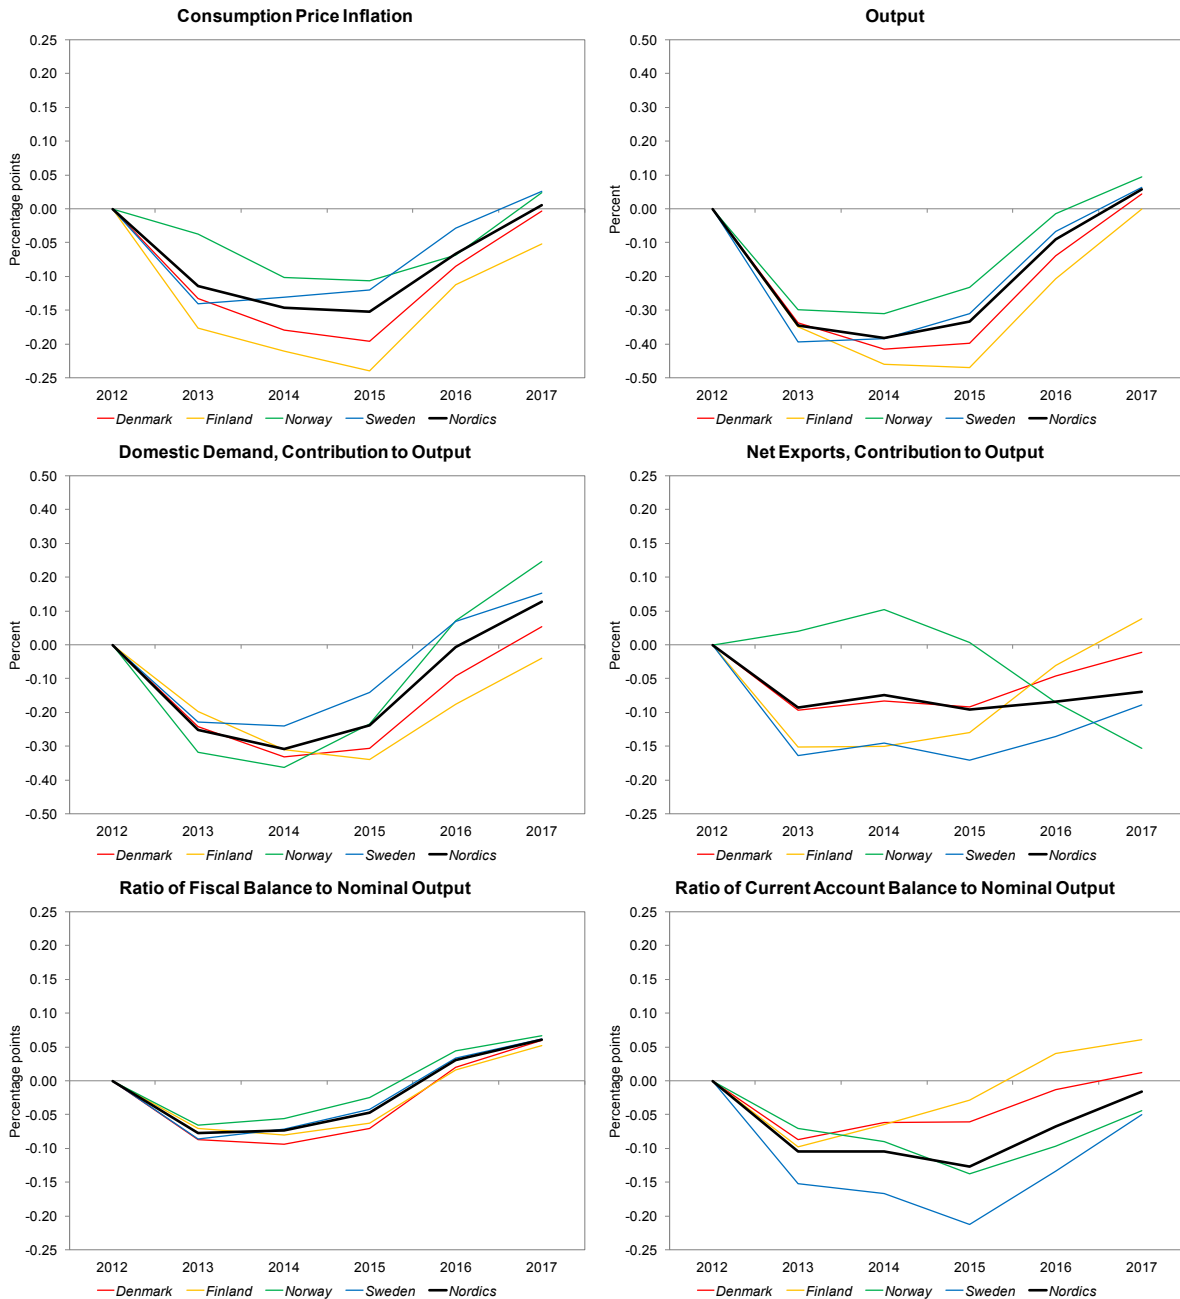 Consumption Price Inflation
Percentage points
0.25
0.20
0.15
0.10
0.05
0.00
-0.05
-0.10
-0.15
-0.20
-0.25
2012 2013 2014 2015 2016 2017
Denmark Finland Norway Sweden Nordics
Output
Percent
0.50
0.40
0.30
0.20
0.10
0.00
-0.10
-0.20
-0.30
-0.40
-0.50
2012 2013 2014 2015 2016 2017
Denmark Finland Norway Sweden Nordics
Domestic Demand, Contribution to Output
Percent
0.50
0.40
0.30
0.20
0.10
0.00
-0.10
-0.20
-0.30
-0.40
-0.50
2012 2013 2014 2015 2016 2017
Denmark Finland Norway Sweden Nordics
Net Exports, Contribution to Output
Percent
0.25
0.20
0.15
0.10
0.05
0.00
-0.05
-0.10
-0.15
-0.20
-0.25
2012 2013 2014 2015 2016 2017
Denmark Finland Norway Sweden Nordics
Ratio of Fiscal Balance to Nominal Output
Percentage points
0.25
0.20
0.15
0.10
0.05
0.00
-0.05
-0.10
-0.15
-0.20
-0.25
2012 2013 2014 2015 2016 2017
Denmark Finland Norway Sweden Nordics
Ratio of Current Account Balance to Nominal Output
Percentage points
0.25
0.20
0.15
0.10
0.05
0.00
-0.05
-0.10
-0.15
-0.20
-0.25
2012 2013 2014 2015 2016 2017
Denmark Finland Norway Sweden Nordics